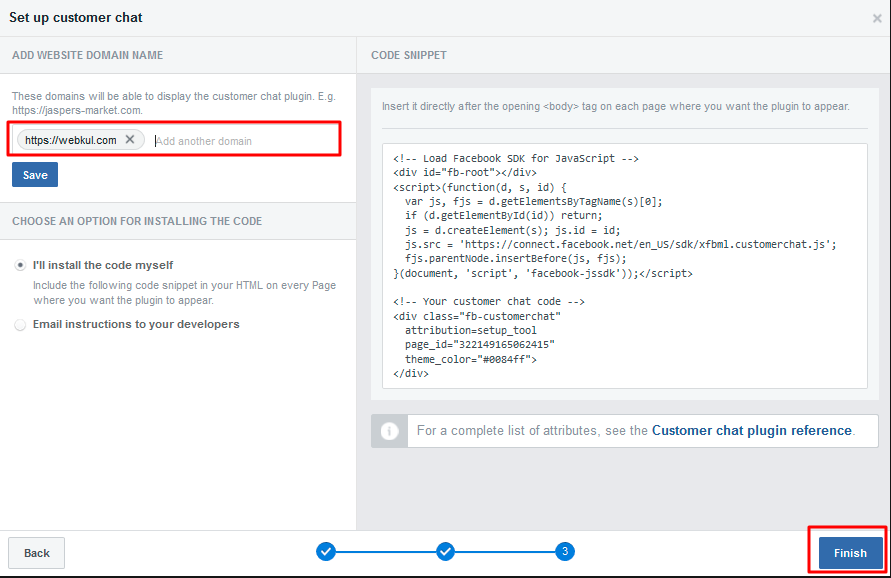 Set up customer chat
×
ADD WEBSITE DOMAIN NAME
These domains will be able to display the customer chat plugin. E.g.
https://jaspers-market.com.
https://webkul.com ✕ Add another domain
Save
CHOOSE AN OPTION FOR INSTALLING THE CODE
I'll install the code myself
Include the following code snippet in your HTML on every Page
where you want the plugin to appear.
Email instructions to your developers
CODE SNIPPET
Insert it directly after the opening <body> tag on each page where you want the plugin to appear.
<!-- Load Facebook SDK for JavaScript -->
<div id="fb-root"></div>
<script>(function(d, s, id) {
  var js, fjs = d.getElementsByTagName(s)[0];
  if (d.getElementById(id)) return;
  js = d.createElement(s); js.id = id;
  js.src = 'https://connect.facebook.net/en_US/sdk/xfbml.customerchat.js';
  fjs.parentNode.insertBefore(js, fjs);
}(document, 'script', 'facebook-jssdk'));</script>
<!-- Your customer chat code -->
<div class="fb-customerchat"
  attribution=setup_tool
  page_id="322149165062415"
  theme_color="#0084ff">
</div>
i For a complete list of attributes, see the Customer chat plugin reference.
Back
3
Finish